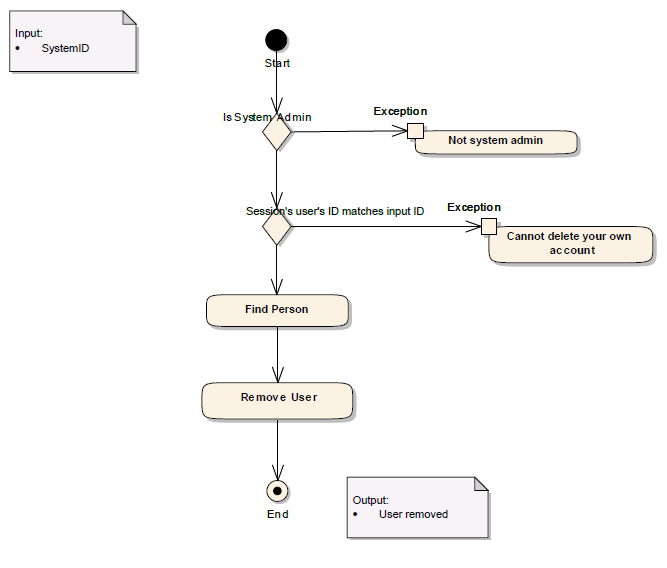 Input:
• SystemID
Start
Is System Admin
Exception
Not system admin
Session's user's ID matches input ID
Exception
Cannot delete your own
account
Find Person
Remove User
End
Output:
• User removed